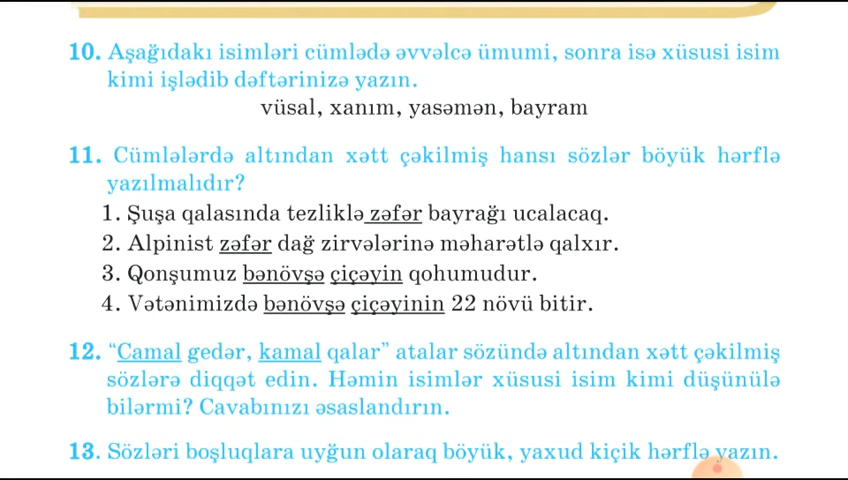 10. Aşağıdakı isimləri cümlədə əvvəlcə ümumi, sonra isə xüsusi isim
kimi işlədib dəftərinizə yazın.
vüsal, xanım, yasəmən, bayram
11. Cümlələrdə altından xətt çəkilmiş hansı sözlər böyük hərflə
yazılmalıdır?
1. Şuşa qalasında tezliklə zəfər bayrağı ucalacaq.
2. Alpinist zəfər dağ zirvələrinə məharətlə qalxır.
3. Qonşumuz bənövşə çiçəyin qohumudur.
4. Vətənimizdə bənövşə çiçəyinin 22 növü bitir.
12. “Camal gedər, kamal qalar” atalar sözündə altından xətt çəkilmiş
sözlərə diqqət edin. Həmin isimlər xüsusi isim kimi düşünülə
bilərmi? Cavabınızı əsaslandırın.
13. Sözləri boşluqlara uyğun olaraq böyük, yaxud kiçik hərflə yazın.